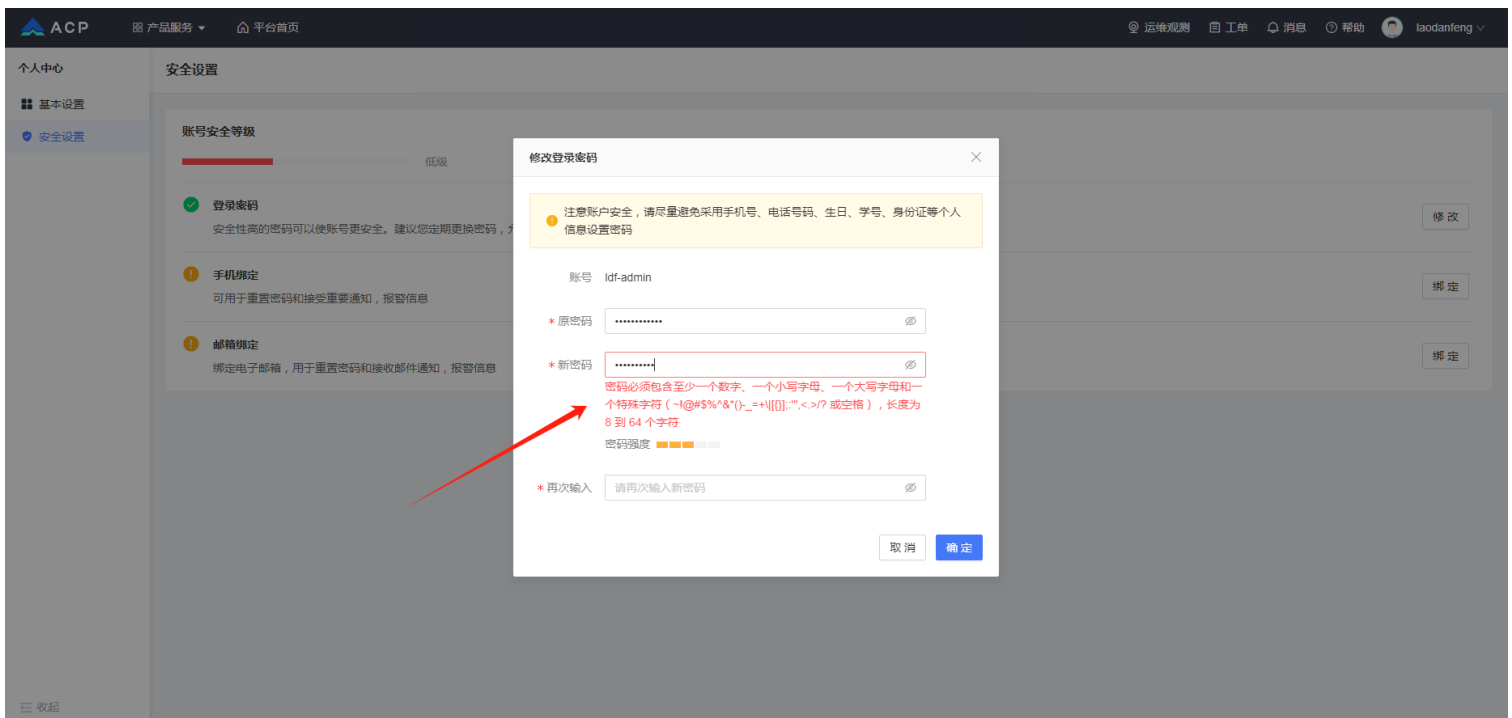 ACP
产品服务
平台首页
运维观测
工单
消息
帮助
laodanfeng
个人中心
安全设置
基本设置
安全设置
账号安全等级
低级
登录密码
安全性高的密码可以使账号更安全。建议您定期更换密码，
修 改
手机绑定
可用于重置密码和接受重要通知，报警信息
绑 定
邮箱绑定
绑定电子邮箱，用于重置密码和接收邮件通知，报警信息
绑 定
修改登录密码
注意账户安全，请尽量避免采用手机号、电话号码、生日、学号、身份证等个人
信息设置密码
账号 ldf-admin
* 原密码 ••••••••••••
* 新密码 ••••••••••
密码必须包含至少一个数字、一个小写字母、一个大写字母和一
个特殊字符（~!@#$%^&*()-_=+\|[{}];:'",<.>/? 或空格），长度为
8 到 64 个字符
密码强度
* 再次输入 请再次输入新密码
取 消
确 定
收起